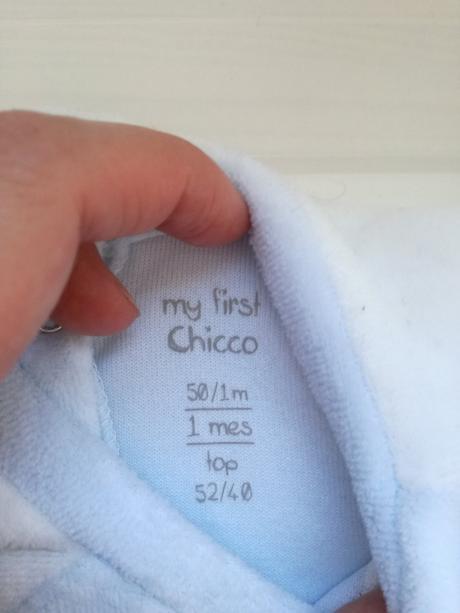 my first
Chicco
50/1m
1 mes
top
52/40